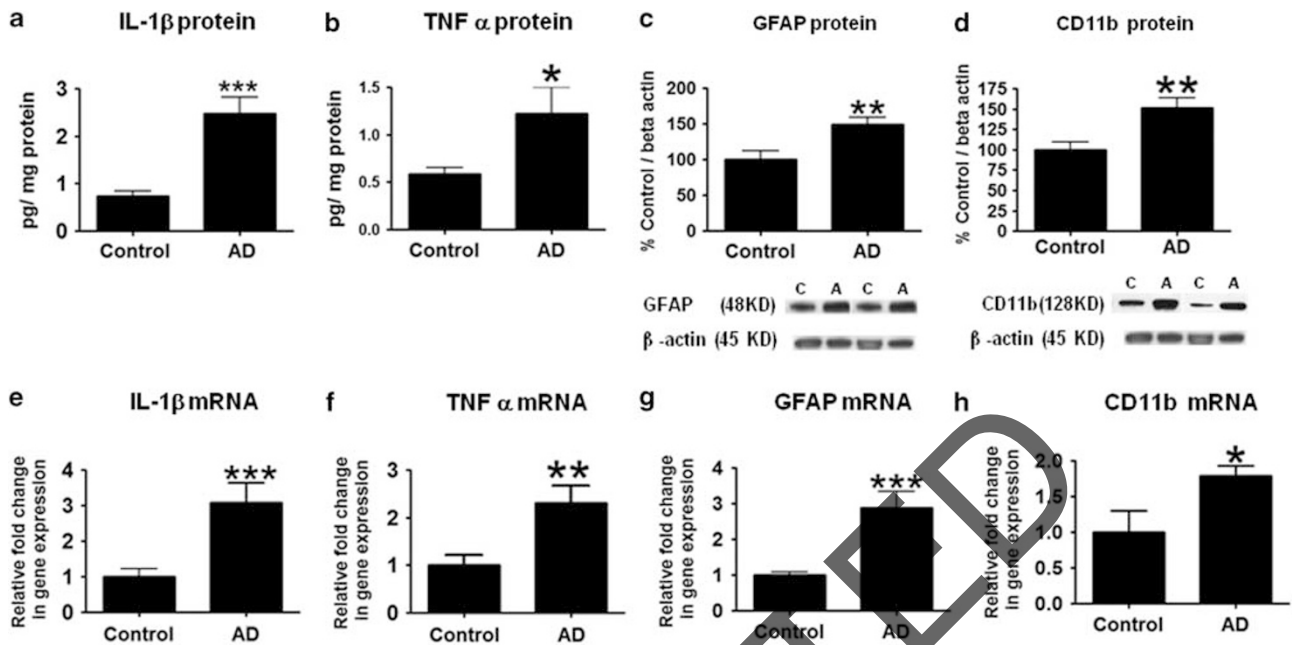 a IL-1β protein
pg/ mg protein
3
2
1
0
***
Control AD
b TNF α protein
pg/ mg protein
1.5
1.0
0.5
0.0
*
Control AD
c GFAP protein
% Control / beta actin
200
150
100
50
0
**
Control AD
C A C A
GFAP (48KD)
β -actin (45 KD)
d CD11b protein
% Control / beta actin
175
150
125
100
75
50
25
0
**
Control AD
C A C A
CD11b(128KD)
β -actin (45 KD)
e IL-1β mRNA
Relative fold change
In gene expression
4
3
2
1
0
***
Control AD
f TNF α mRNA
Relative fold change
In gene expression
3
2
1
0
**
Control AD
g GFAP mRNA
Relative fold change
In gene expression
4
3
2
1
0
***
Control AD
h CD11b mRNA
Relative fold change
In gene expression
2.0
1.5
1.0
0.5
0.0
*
Control AD
ED